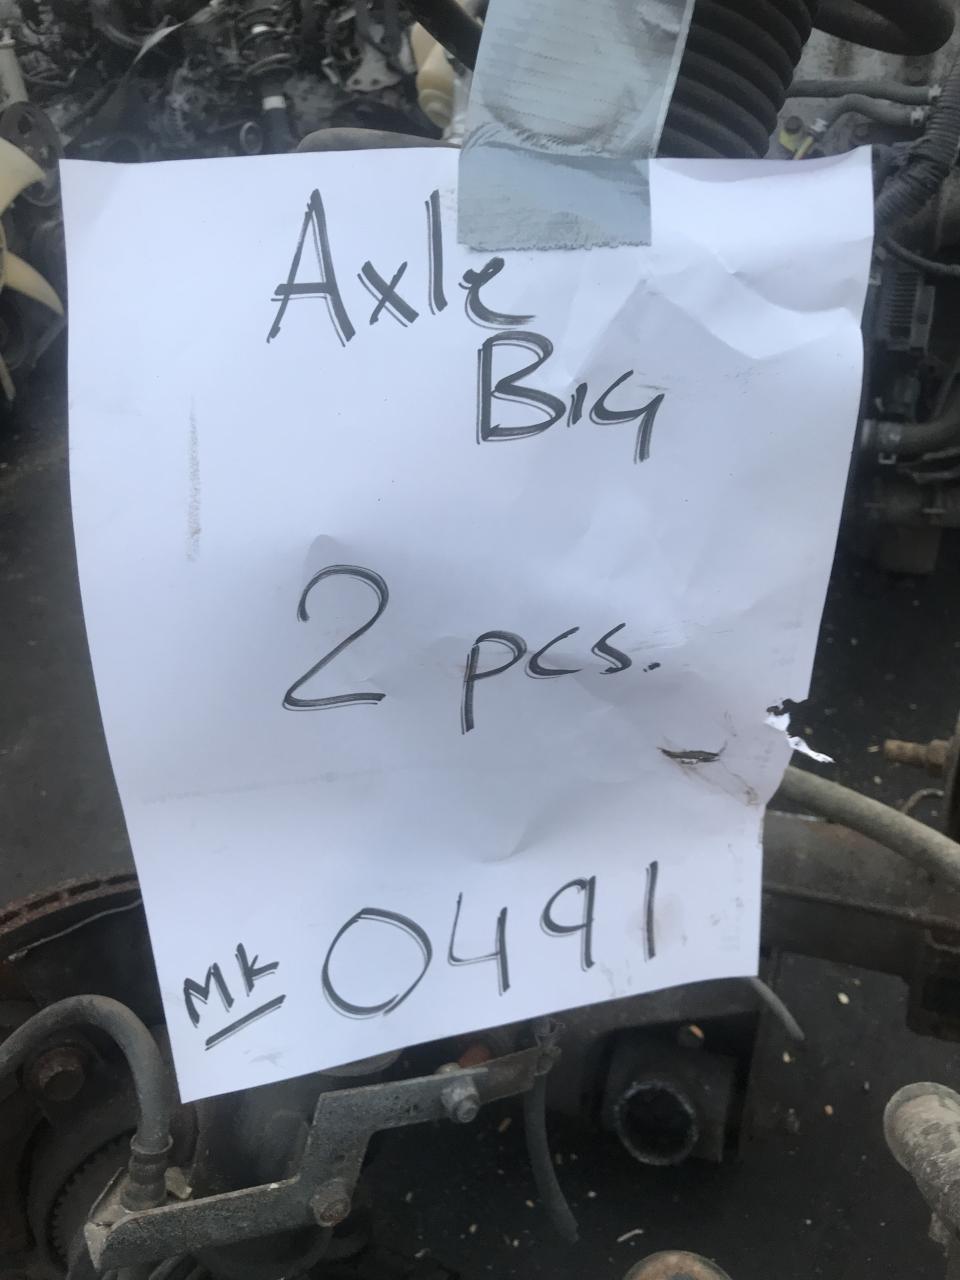 Axle
Big
2 pcs.
MK 0491